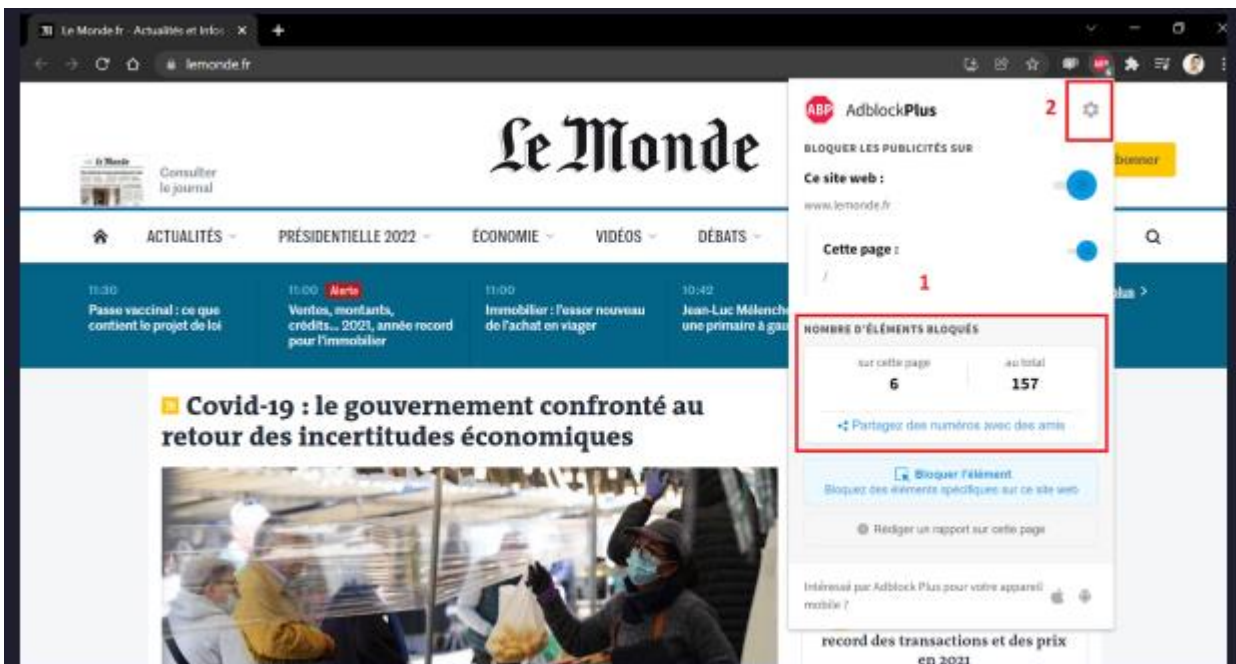 Le Monde.fr - Actualités et Infos
lemonde.fr
Le Monde
Consulter
le journal
Le Monde
bonner
ACTUALITÉS
PRÉSIDENTIELLE 2022
ÉCONOMIE
VIDÉOS
DÉBATS
11:30
Passe vaccinal : ce que
contient le projet de loi
11:00 Alerte
Ventes, montants,
crédits... 2021, année record
pour l'immobilier
11:00
Immobilier : l'essor nouveau
de l'achat en viager
10:42
Jean-Luc Mélench
une primaire à gau
plus >
Covid-19 : le gouvernement confronté au
retour des incertitudes économiques
ABP AdblockPlus
2
BLOQUER LES PUBLICITÉS SUR
Ce site web :
www.lemonde.fr
Cette page :
/
1
NOMBRE D'ÉLÉMENTS BLOQUÉS
sur cette page au total
6 157
Partagez des numéros avec des amis
Bloquer l'élément
Bloquez des éléments spécifiques sur ce site web
Rédiger un rapport sur cette page
Intéressé par Adblock Plus pour votre appareil
mobile ?
record des transactions et des prix
en 2021